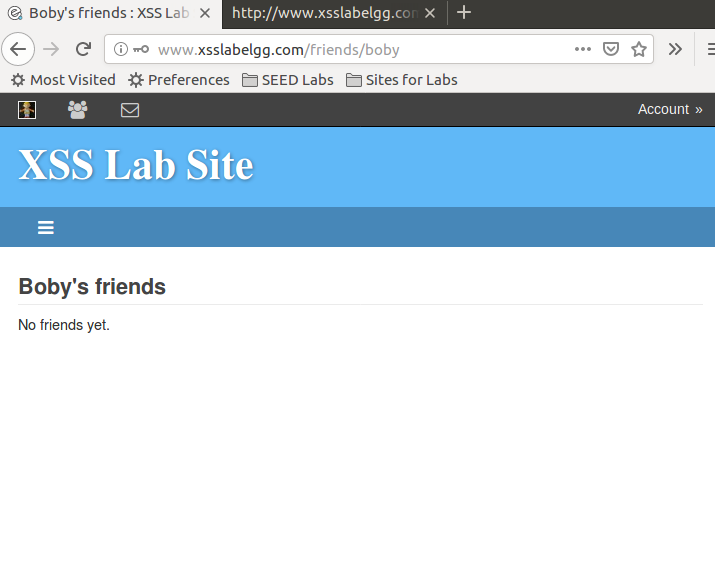 Boby's friends : XSS Lab
http://www.xsslabelgg.com
www.xsslabelgg.com/friends/boby
Most Visited Preferences SEED Labs Sites for Labs
Account »
XSS Lab Site
Boby's friends
No friends yet.